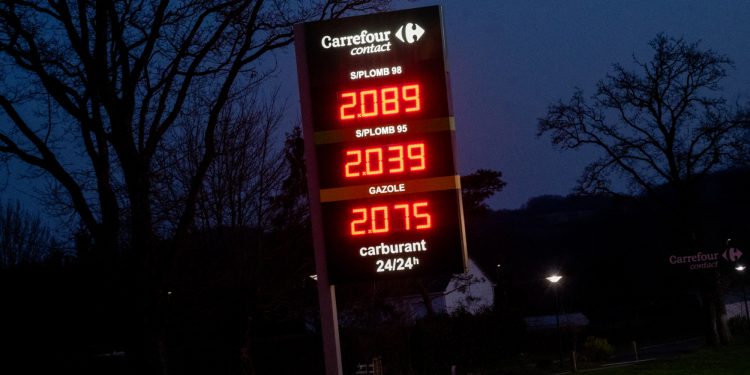 Carrefour
contact
S/PLOMB 98
2.089
S/PLOMB 95
2.039
GAZOLE
2.075
carburant
24/24h
Carrefour
contact